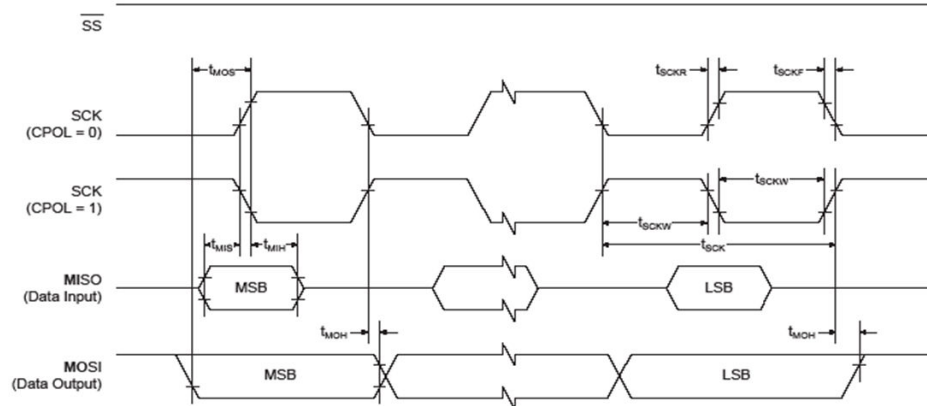 SS
tMOS
tSCKR
tSCKF
SCK
(CPOL = 0)
SCK
(CPOL = 1)
tSCKW
tSCKW
tSCK
tMIS
tMIH
MISO
(Data Input)
MSB
LSB
tMOH
tMOH
MOSI
(Data Output)
MSB
LSB